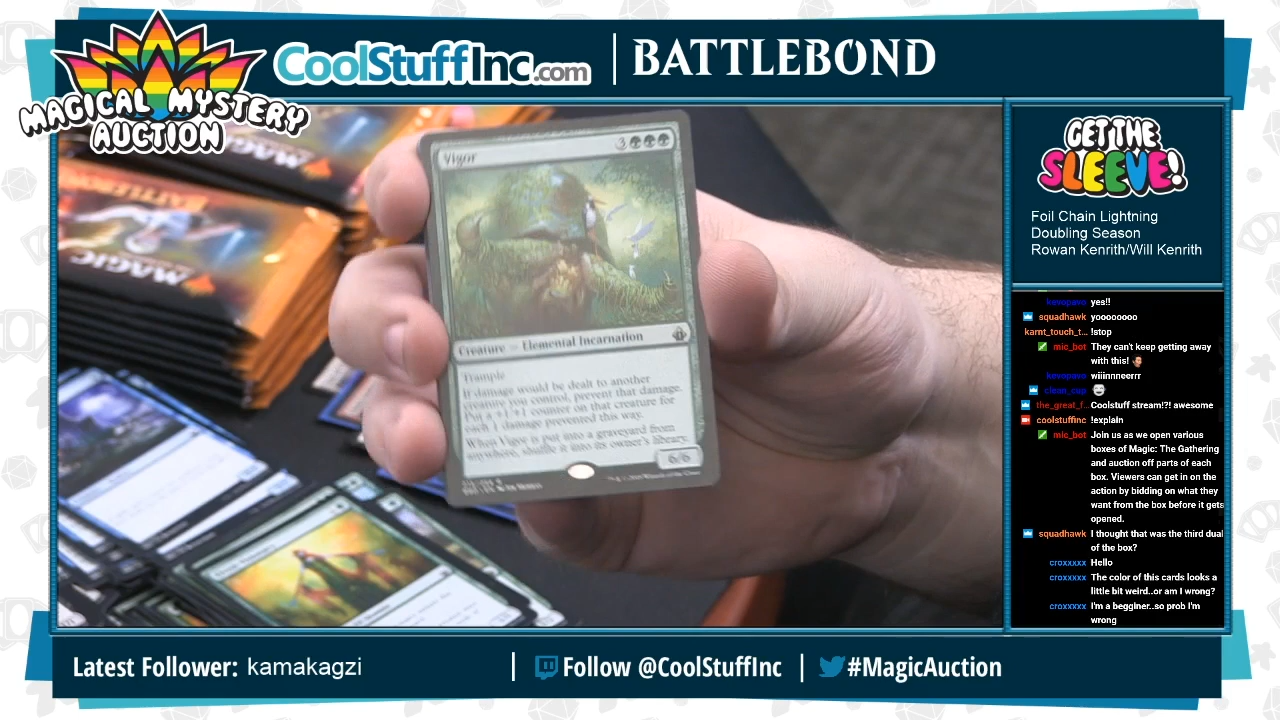 MAGICAL MYSTERY
AUCTION
CoolStuffInc.com
BATTLEBOND
GET THE
SLEEVE!
Foil Chain Lightning
Doubling Season
Rowan Kenrith/Will Kenrith
MAGIC
MAGIC
Vigor
3
Creature — Elemental Incarnation
Trample
If damage would be dealt to another
creature you control, prevent that damage.
Put a +1/+1 counter on that creature for
each 1 damage prevented this way.
When Vigor is put into a graveyard from
anywhere, shuffle it into its owner's library.
6/6
kevopavo yes!!
squadhawk yoooooooo
karnt_touch_t... !stop
mic_bot They can't keep getting away
with this!
kevopavo wiiinnneerrr
clean_cup
the_great_f... Coolstuff stream!?! awesome
coolstuffinc !explain
mic_bot Join us as we open various
boxes of Magic: The Gathering
and auction off parts of each
box. Viewers can get in on the
action by bidding on what they
want from the box before it gets
opened.
squadhawk I thought that was the third dual
of the box?
croxxxxx Hello
croxxxxx The color of this cards looks a
little bit weird..or am I wrong?
croxxxxx I'm a begginer..so prob I'm
wrong
Latest Follower: kamakagzi
Follow @CoolStuffInc
#MagicAuction